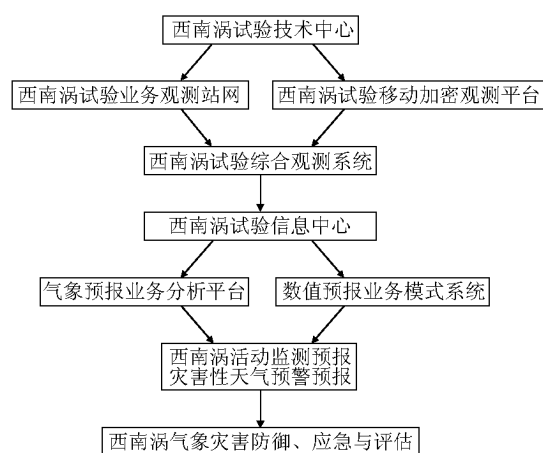 西南涡试验技术中心
西南涡试验业务观测站网
西南涡试验移动加密观测平台
西南涡试验综合观测系统
西南涡试验信息中心
气象预报业务分析平台
数值预报业务模式系统
西南涡活动监测预报
灾害性天气预警预报
西南涡气象灾害防御、应急与评估